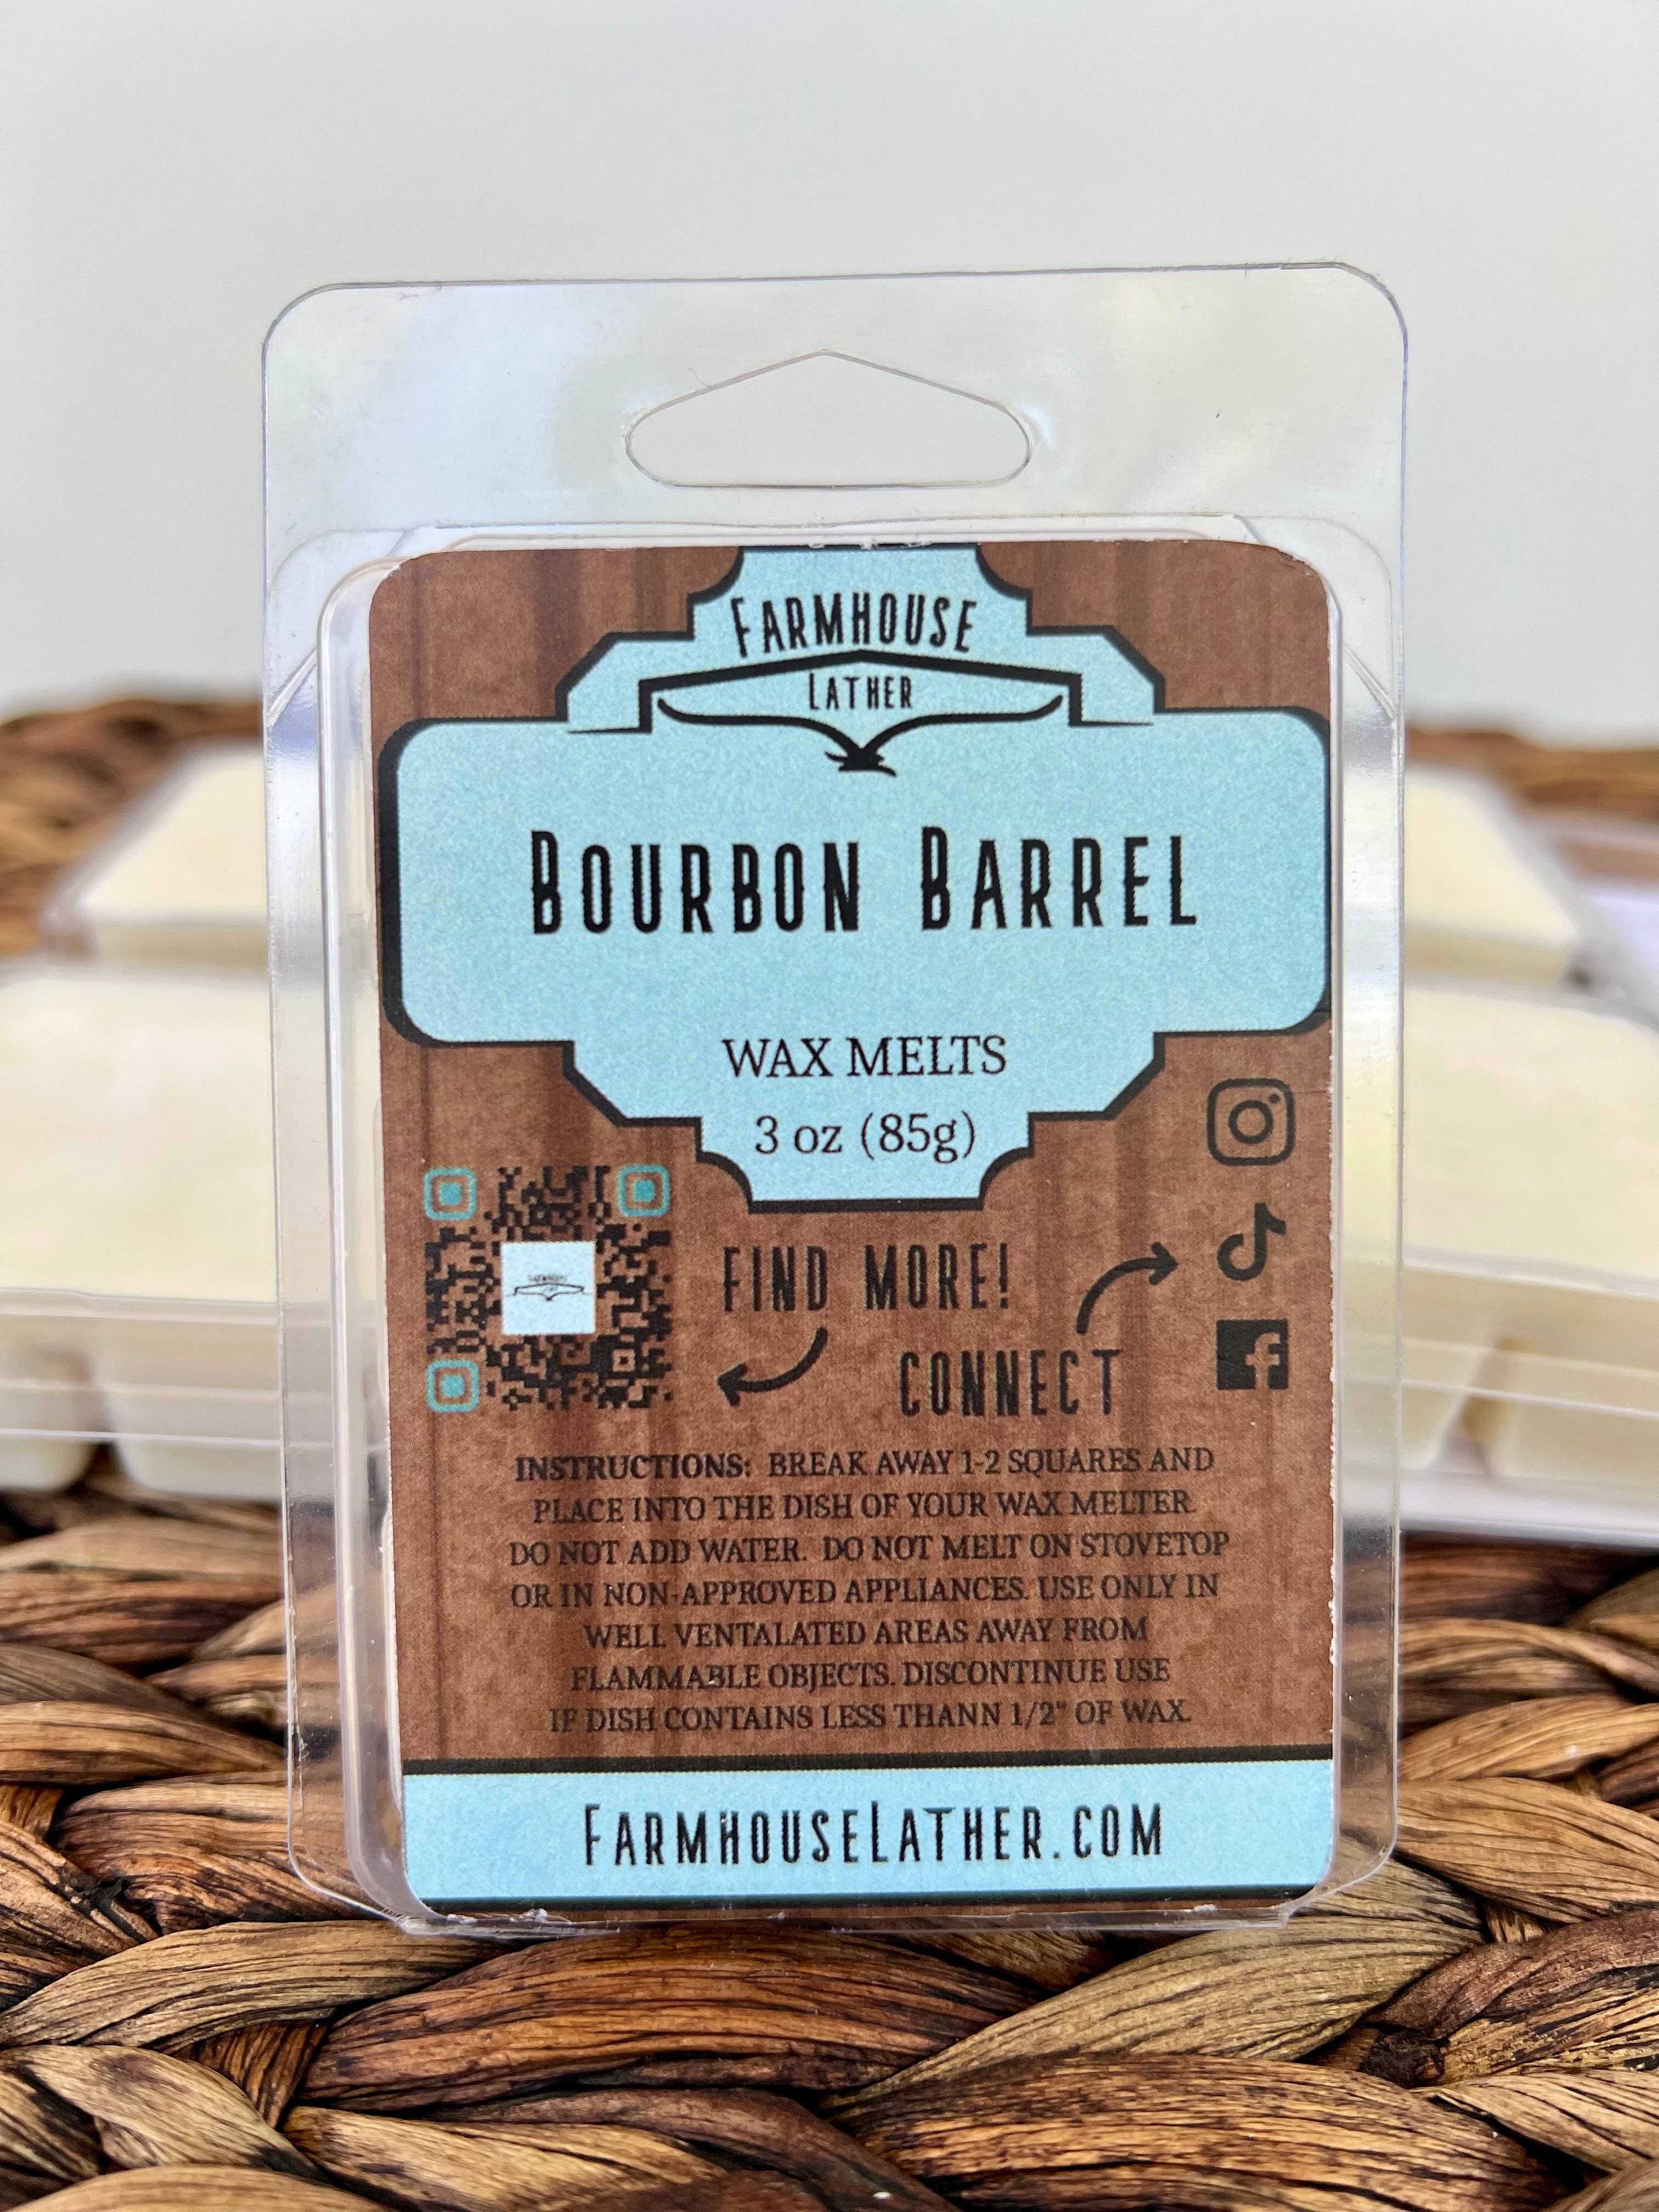 FARMHOUSE
LATHER
BOURBON BARREL
WAX MELTS
3 oz (85g)
FIND MORE!
CONNECT
INSTRUCTIONS: BREAK AWAY 1-2 SQUARES AND
PLACE INTO THE DISH OF YOUR WAX MELTER.
DO NOT ADD WATER. DO NOT MELT ON STOVETOP
OR IN NON-APPROVED APPLIANCES. USE ONLY IN
WELL VENTALATED AREAS AWAY FROM
FLAMMABLE OBJECTS. DISCONTINUE USE
IF DISH CONTAINS LESS THANN 1/2" OF WAX.
FARMHOUSELATHER.COM